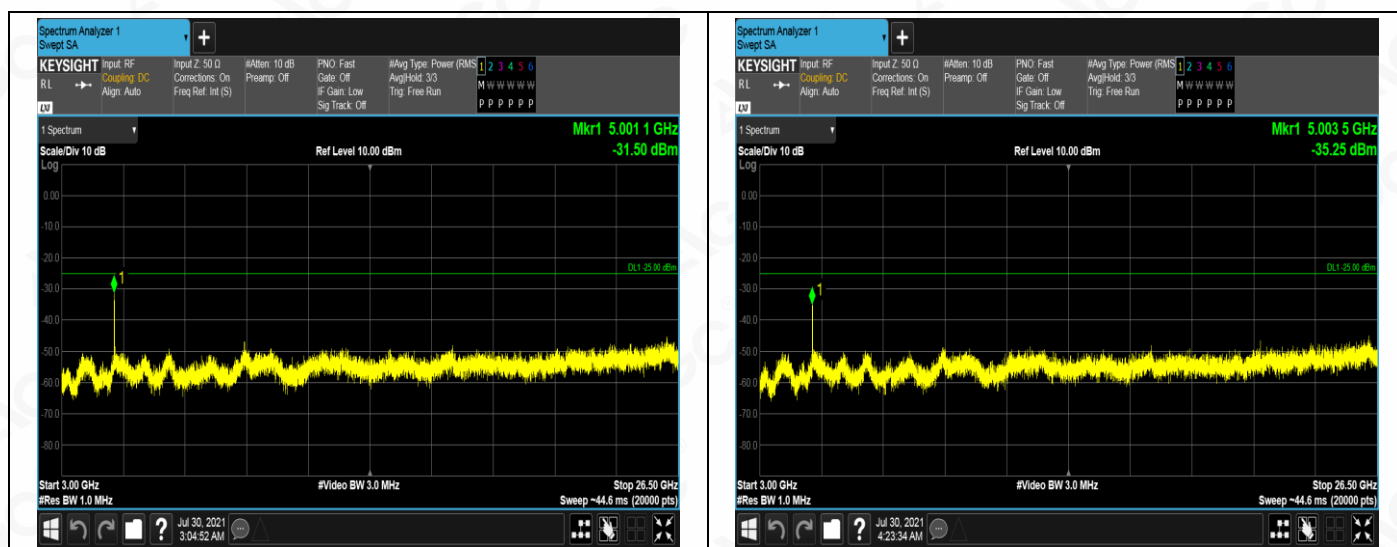 Spectrum Analyzer 1
Swept SA
+
KEYSIGHT Input: RF Input Z: 50 Ω #Atten: 10 dB PNO: Fast #Avg Type: Power (RMS 1 2 3 4 5 6
RL Coupling: DC Corrections: On Preamp: Off Gate: Off Avg|Hold: 3/3 M W W W W W
Align: Auto Freq Ref: Int (S) IF Gain: Low Trig: Free Run
LXI Sig Track: Off P P P P P P
1 Spectrum Mkr1 5.001 1 GHz
Scale/Div 10 dB Ref Level 10.00 dBm -31.50 dBm
Log
0.00
-10.0
-20.0
DL1 -25.00 dBm
1
-30.0
-40.0
-50.0
-60.0
-70.0
-80.0
Start 3.00 GHz #Video BW 3.0 MHz Stop 26.50 GHz
#Res BW 1.0 MHz Sweep ~44.6 ms (20000 pts)
? Jul 30, 2021
3:04:52 AM
Spectrum Analyzer 1
Swept SA
+
KEYSIGHT Input: RF Input Z: 50 Ω #Atten: 10 dB PNO: Fast #Avg Type: Power (RMS 1 2 3 4 5 6
RL Coupling: DC Corrections: On Preamp: Off Gate: Off Avg|Hold: 3/3 M W W W W W
Align: Auto Freq Ref: Int (S) IF Gain: Low Trig: Free Run
LXI Sig Track: Off P P P P P P
1 Spectrum Mkr1 5.003 5 GHz
Scale/Div 10 dB Ref Level 10.00 dBm -35.25 dBm
Log
0.00
-10.0
-20.0
DL1 -25.00 dBm
1
-30.0
-40.0
-50.0
-60.0
-70.0
-80.0
Start 3.00 GHz #Video BW 3.0 MHz Stop 26.50 GHz
#Res BW 1.0 MHz Sweep ~44.6 ms (20000 pts)
? Jul 30, 2021
4:23:34 AM